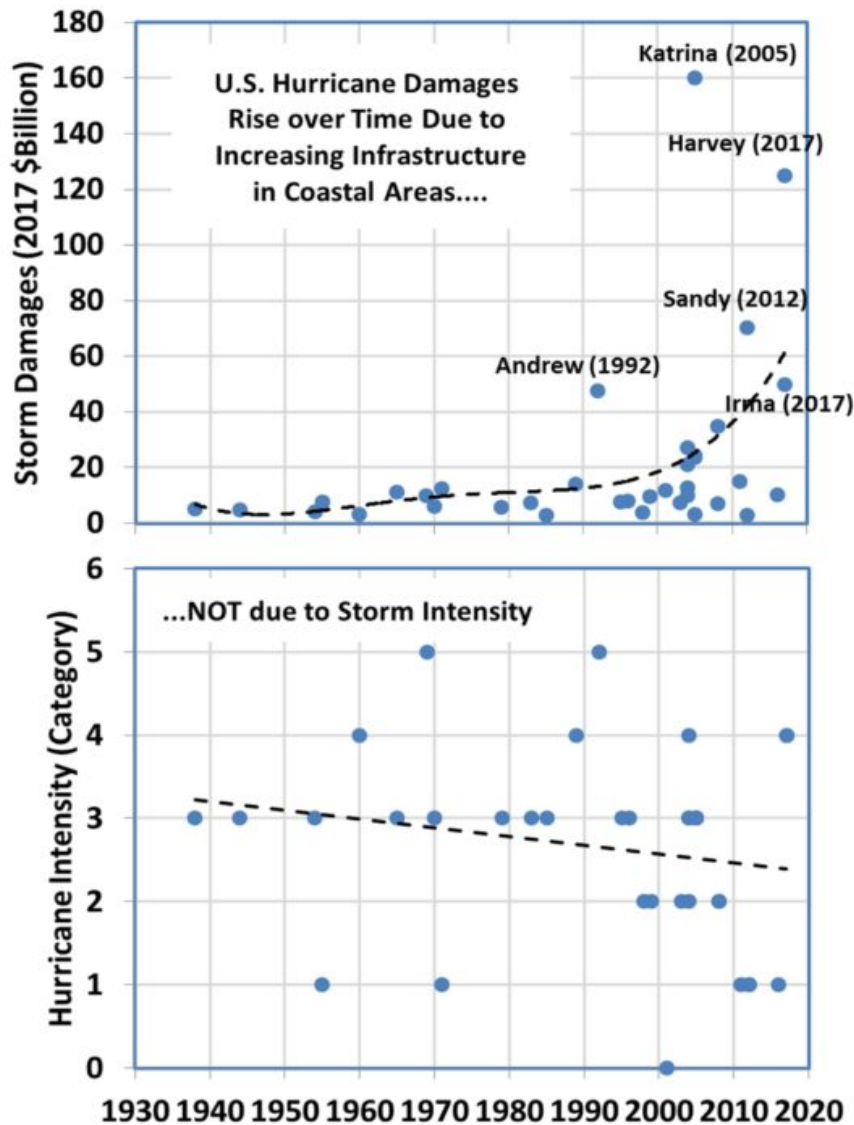 180
160
140
120
100
80
60
40
20
0
Storm Damages (2017 $Billion)
U.S. Hurricane Damages
Rise over Time Due to
Increasing Infrastructure
in Coastal Areas....
Katrina (2005)
Harvey (2017)
Sandy (2012)
Andrew (1992)
Irma (2017)
6
5
4
3
2
1
0
Hurricane Intensity (Category)
...NOT due to Storm Intensity
1930 1940 1950 1960 1970 1980 1990 2000 2010 2020